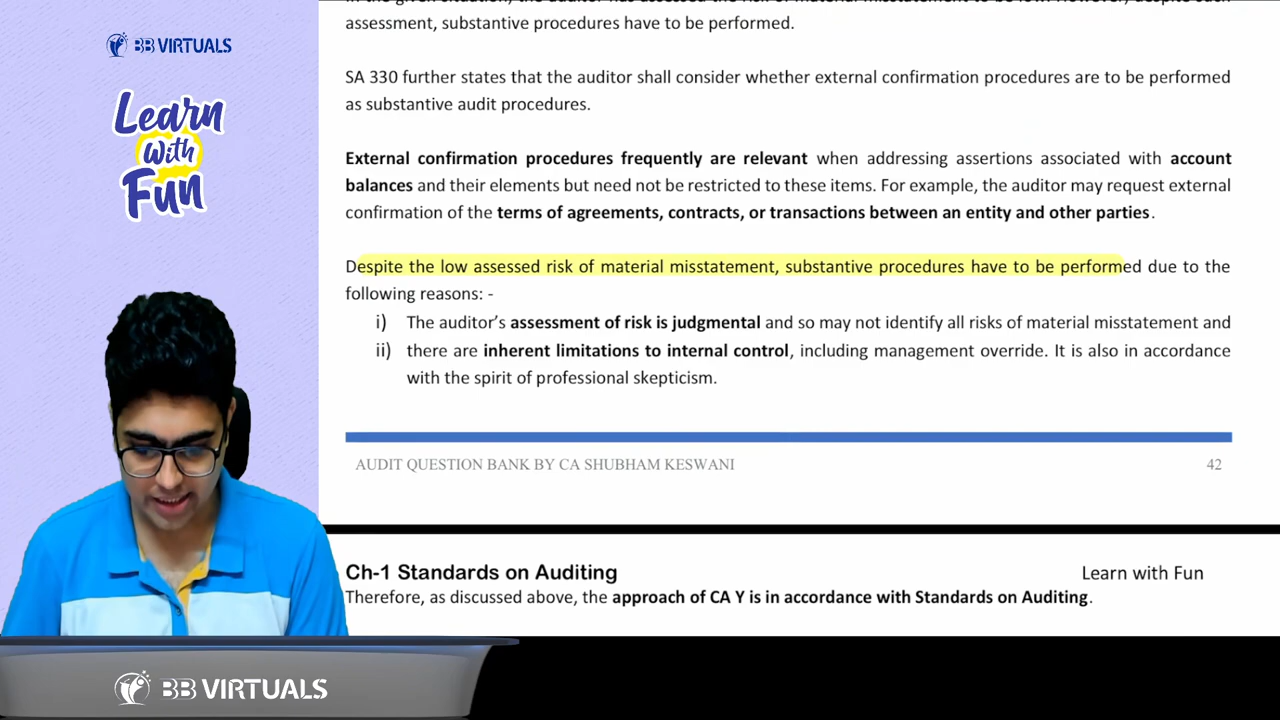 BB VIRTUALS
Learn
With
Fun
assessment, substantive procedures have to be performed.
SA 330 further states that the auditor shall consider whether external confirmation procedures are to be performed
as substantive audit procedures.
External confirmation procedures frequently are relevant when addressing assertions associated with account
balances and their elements but need not be restricted to these items. For example, the auditor may request external
confirmation of the terms of agreements, contracts, or transactions between an entity and other parties.
Despite the low assessed risk of material misstatement, substantive procedures have to be performed due to the
following reasons: -
i) The auditor’s assessment of risk is judgmental and so may not identify all risks of material misstatement and
ii) there are inherent limitations to internal control, including management override. It is also in accordance
with the spirit of professional skepticism.
AUDIT QUESTION BANK BY CA SHUBHAM KESWANI 42
Ch-1 Standards on Auditing Learn with Fun
Therefore, as discussed above, the approach of CA Y is in accordance with Standards on Auditing.
BB VIRTUALS